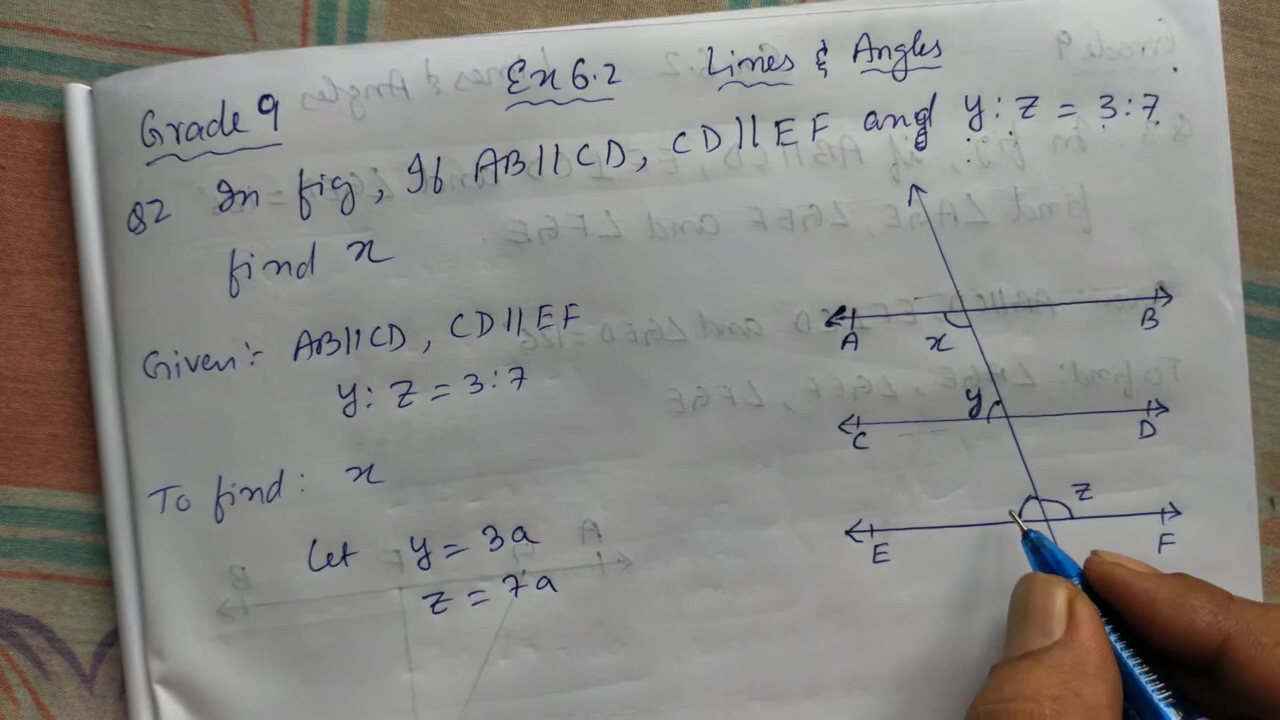 Grade 9
Ex 6.2 Lines & Angles
Q2 In fig, If AB||CD, CD||EF and y:z = 3:7
find x
Given:- AB||CD, CD||EF
y:z = 3:7
To find: x
Let y = 3a
z = 7a
A B
x
y
C D
z
E F